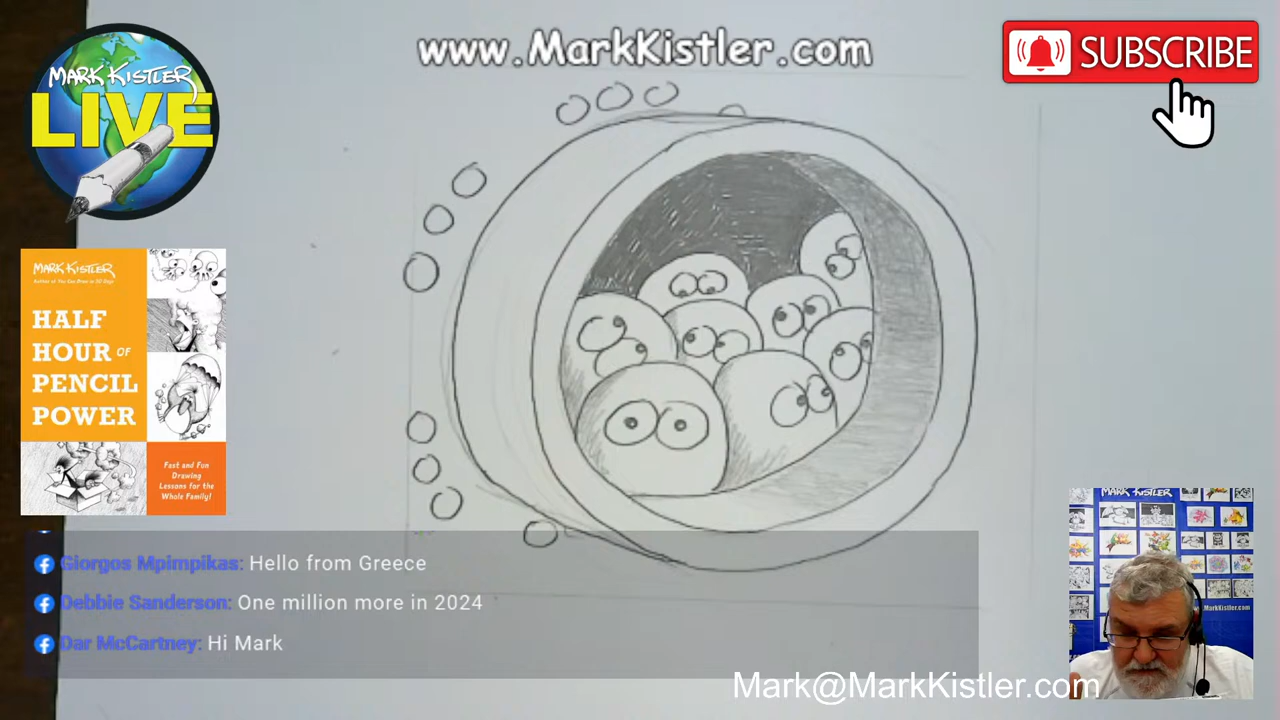 www.MarkKistler.com
SUBSCRIBE
MARK KISTLER
LIVE
MARK KISTLER
HALF
HOUR OF
PENCIL
POWER
Fast and Fun
Drawing
Lessons for the
Whole Family!
Giorgos Mpimpikas: Hello from Greece
Debbie Sanderson: One million more in 2024
Dar McCartney: Hi Mark
MARK KISTLER
MarkKistler.com
Mark@MarkKistler.com